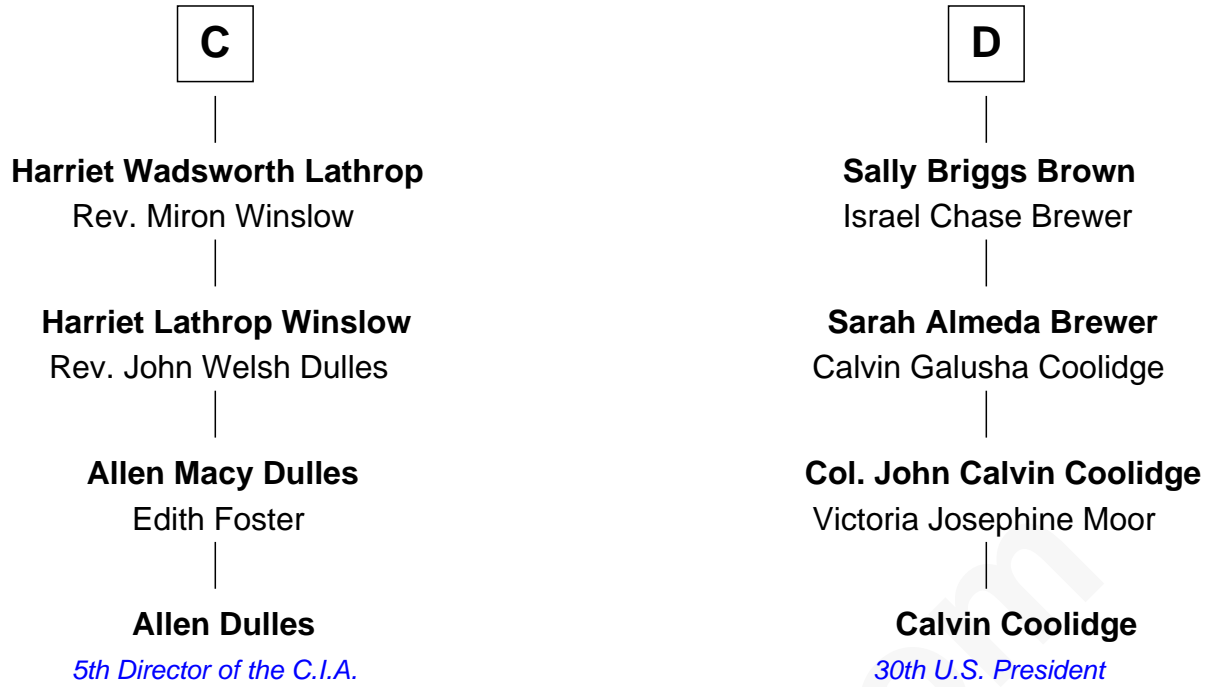 C
Harriet Wadsworth Lathrop
Rev. Miron Winslow
Harriet Lathrop Winslow
Rev. John Welsh Dulles
Allen Macy Dulles
Edith Foster
Allen Dulles
5th Director of the C.I.A.
D
Sally Briggs Brown
Israel Chase Brewer
Sarah Almeda Brewer
Calvin Galusha Coolidge
Col. John Calvin Coolidge
Victoria Josephine Moor
Calvin Coolidge
30th U.S. President